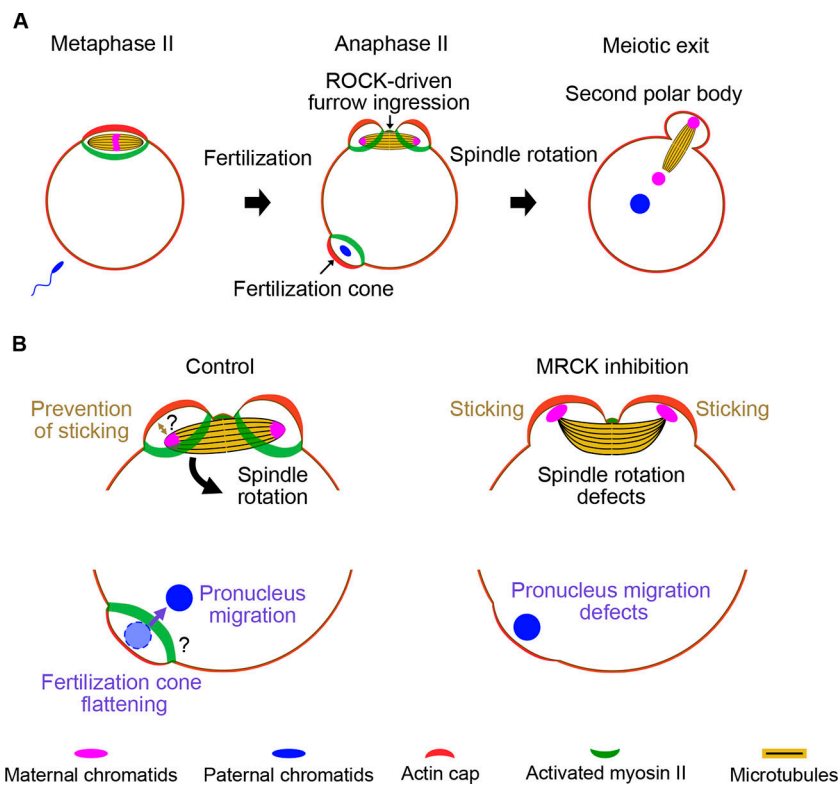 A
Metaphase II
Anaphase II
Meiotic exit
ROCK-driven
furrow ingression
Second polar body
Fertilization
Spindle rotation
Fertilization cone
B
Control
MRCK inhibition
Prevention
of sticking
?
Sticking
Sticking
Spindle
rotation
Spindle rotation
defects
Pronucleus
migration
?
Pronucleus migration
defects
Fertilization cone
flattening
Maternal chromatids
Paternal chromatids
Actin cap
Activated myosin II
Microtubules